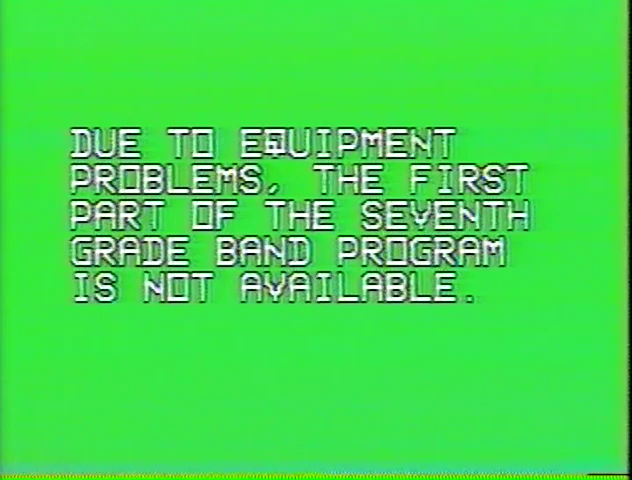 DUE TO EQUIPMENT
PROBLEMS, THE FIRST
PART OF THE SEVENTH
GRADE BAND PROGRAM
IS NOT AVAILABLE.